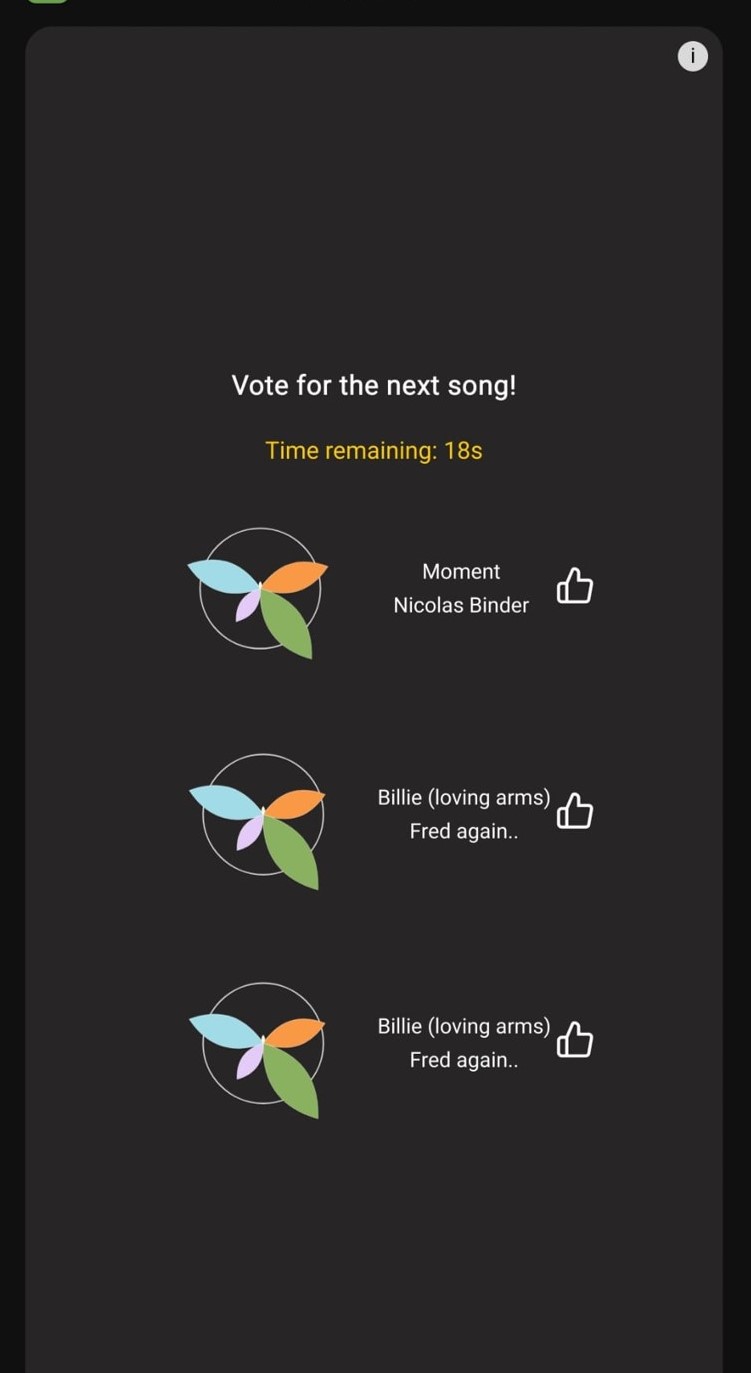 i
Vote for the next song!
Time remaining: 18s
Moment
Nicolas Binder
Billie (loving arms)
Fred again..
Billie (loving arms)
Fred again..